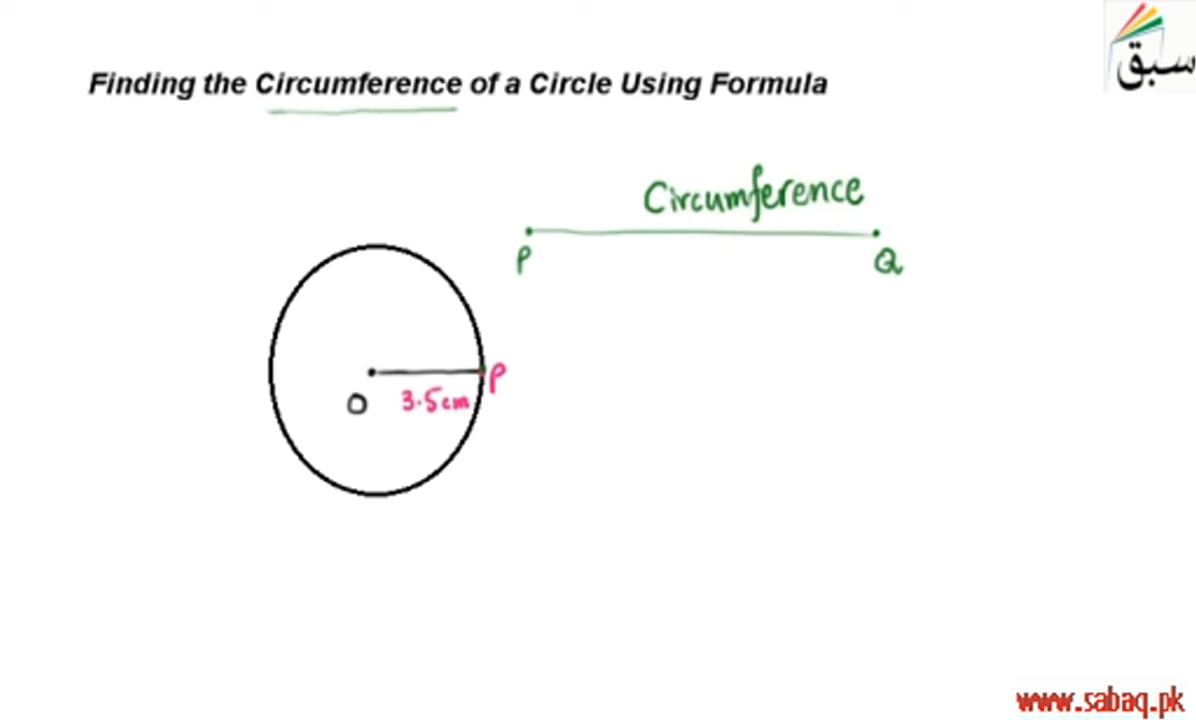 سبق
Finding the Circumference of a Circle Using Formula
Circumference
P Q
P
O 3.5cm
www.sabaq.pk